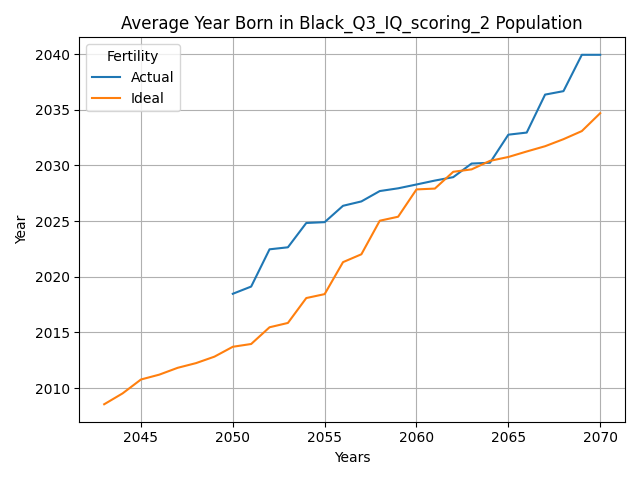 Average Year Born in Black_Q3_IQ_scoring_2 Population
Fertility
Actual
Ideal
2040
2035
2030
2025
2020
2015
2010
Year
2045 2050 2055 2060 2065 2070
Years